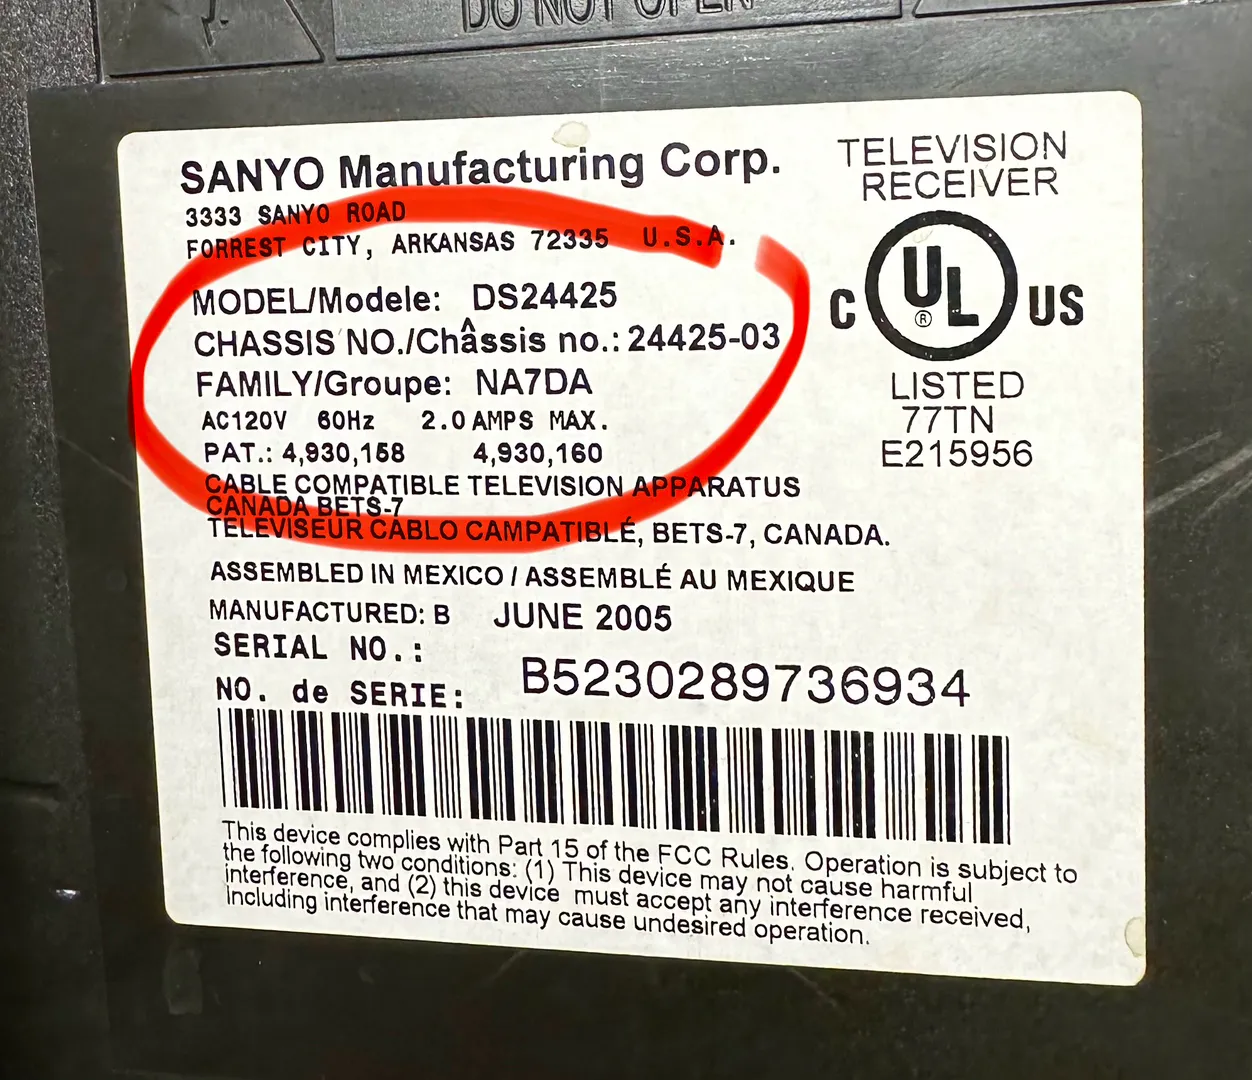 DO NOT OPEN
SANYO Manufacturing Corp.
3333 SANYO ROAD
FORREST CITY, ARKANSAS 72335 U.S.A.
MODEL/Modele: DS24425
CHASSIS NO./Châssis no.: 24425-03
FAMILY/Groupe: NA7DA
AC120V 60Hz 2.0 AMPS MAX.
PAT.: 4,930,158 4,930,160
CABLE COMPATIBLE TELEVISION APPARATUS
CANADA BETS-7
TELEVISEUR CÂBLO CAMPATIBLÉ, BETS-7, CANADA.
ASSEMBLED IN MEXICO / ASSEMBLÉ AU MEXIQUE
MANUFACTURED: B JUNE 2005
SERIAL NO.:
NO. de SERIE: B5230289736934
This device complies with Part 15 of the FCC Rules. Operation is subject to
the following two conditions: (1) This device may not cause harmful
interference, and (2) this device must accept any interference received,
Including interference that may cause undesired operation.
TELEVISION
RECEIVER
C UL ® US
LISTED
77TN
E215956